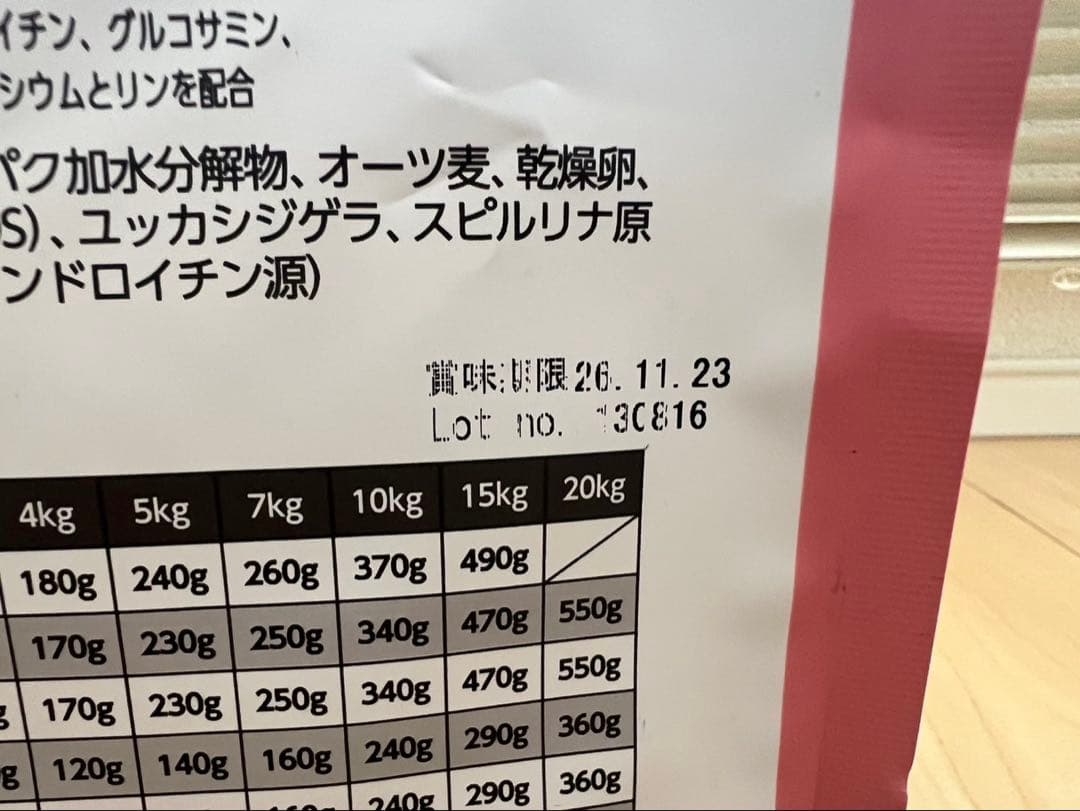 イチン、グルコサミン、
シウムとリンを配合
パク加水分解物、オーツ麦、乾燥卵、
S)、ユッカシジゲラ、スピルリナ原
ンドロイチン源)
賞味期限 26. 11. 23
Lot no. 130816
4kg 5kg 7kg 10kg 15kg 20kg
180g 240g 260g 370g 490g
170g 230g 250g 340g 470g 550g
g 170g 230g 250g 340g 470g 550g
g 120g 140g 160g 240g 290g 360g
240g 290g 360g